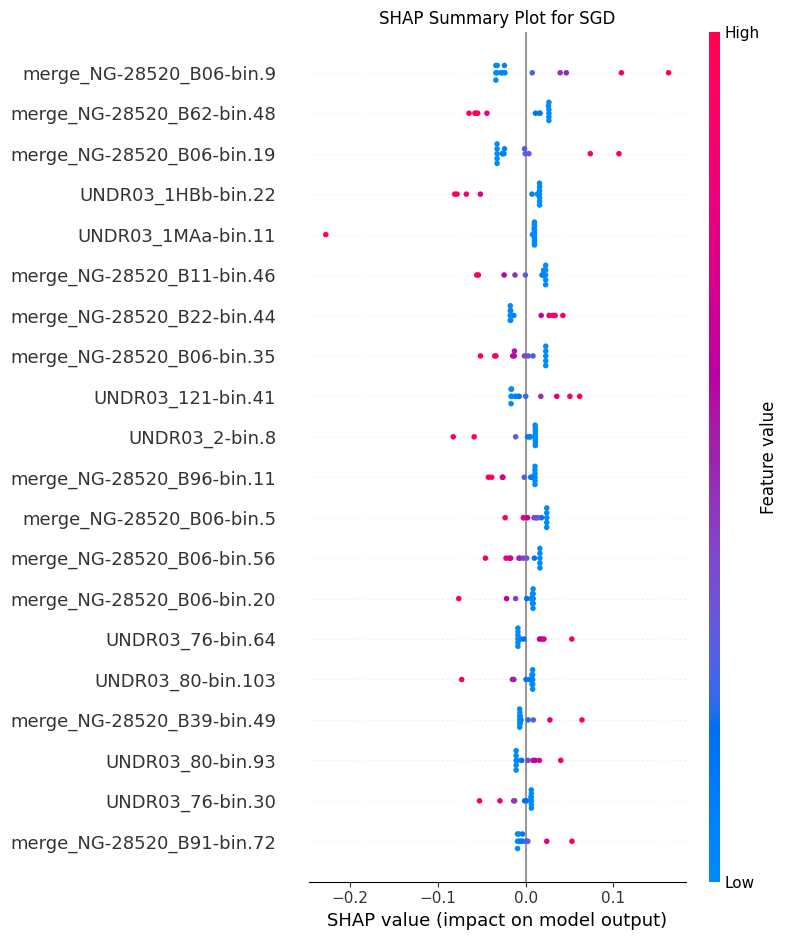 SHAP Summary Plot for SGD
High
merge_NG-28520_B06-bin.9
merge_NG-28520_B62-bin.48
merge_NG-28520_B06-bin.19
UNDR03_1HBb-bin.22
UNDR03_1MAa-bin.11
merge_NG-28520_B11-bin.46
merge_NG-28520_B22-bin.44
merge_NG-28520_B06-bin.35
UNDR03_121-bin.41
UNDR03_2-bin.8
merge_NG-28520_B96-bin.11
merge_NG-28520_B06-bin.5
merge_NG-28520_B06-bin.56
merge_NG-28520_B06-bin.20
UNDR03_76-bin.64
UNDR03_80-bin.103
merge_NG-28520_B39-bin.49
UNDR03_80-bin.93
UNDR03_76-bin.30
merge_NG-28520_B91-bin.72
Feature value
Low
−0.2 −0.1 0.0 0.1
SHAP value (impact on model output)